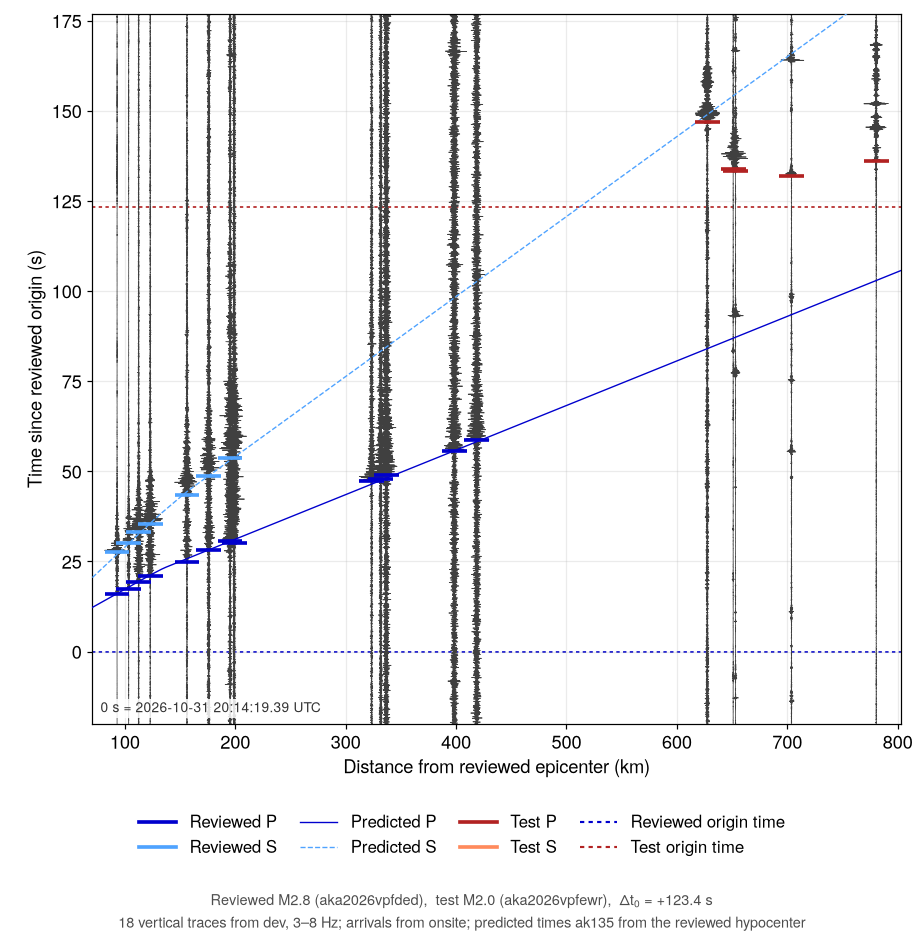 175
150
125
100
75
50
25
0
Time since reviewed origin (s)
0 s = 2026-10-31 20:14:19.39 UTC
100 200 300 400 500 600 700 800
Distance from reviewed epicenter (km)
Reviewed P Predicted P Test P Reviewed origin time
Reviewed S Predicted S Test S Test origin time
Reviewed M2.8 (aka2026vpfded), test M2.0 (aka2026vpfewr), Δt₀ = +123.4 s
18 vertical traces from dev, 3–8 Hz; arrivals from onsite; predicted times ak135 from the reviewed hypocenter